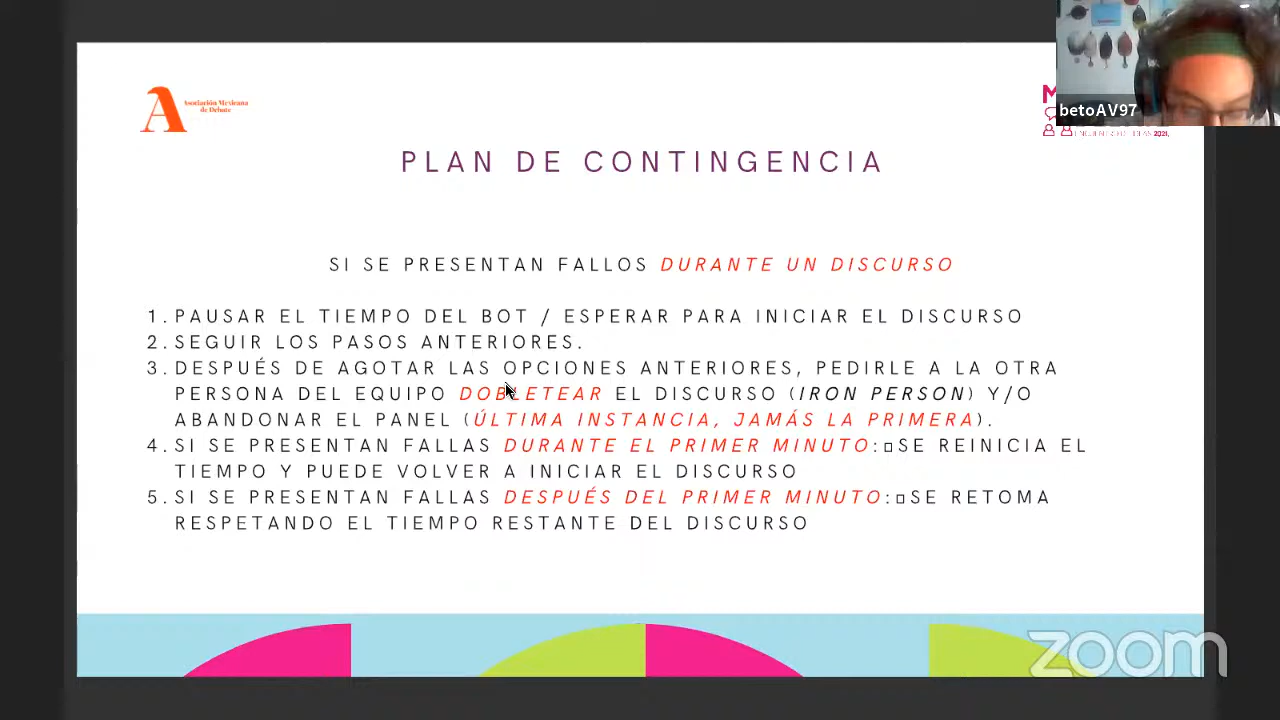 betoAV97
Asociación Mexicana
de Debate
M
ENCUENTRO DE IDEAS 2021,
PLAN DE CONTINGENCIA
SI SE PRESENTAN FALLOS DURANTE UN DISCURSO
1. PAUSAR EL TIEMPO DEL BOT / ESPERAR PARA INICIAR EL DISCURSO
2. SEGUIR LOS PASOS ANTERIORES.
3. DESPUÉS DE AGOTAR LAS OPCIONES ANTERIORES, PEDIRLE A LA OTRA
PERSONA DEL EQUIPO DOBLETEAR EL DISCURSO (IRON PERSON) Y/O
ABANDONAR EL PANEL (ÚLTIMA INSTANCIA, JAMÁS LA PRIMERA).
4. SI SE PRESENTAN FALLAS DURANTE EL PRIMER MINUTO: SE REINICIA EL
TIEMPO Y PUEDE VOLVER A INICIAR EL DISCURSO
5. SI SE PRESENTAN FALLAS DESPUÉS DEL PRIMER MINUTO: SE RETOMA
RESPETANDO EL TIEMPO RESTANTE DEL DISCURSO
zoom